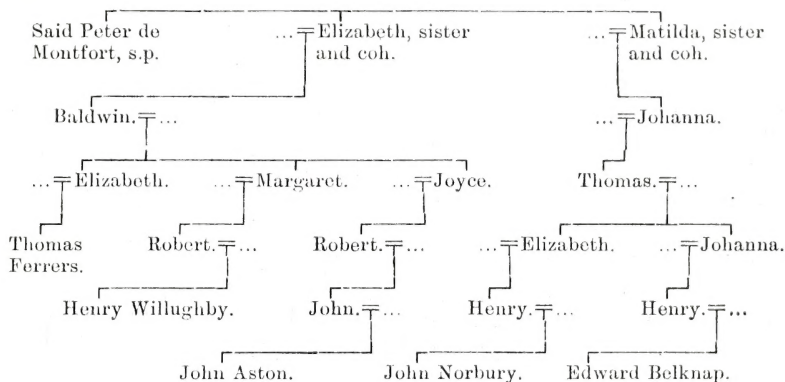 Said Peter de ... = Elizabeth, sister ... = Matilda, sister
Montfort, s.p. and coh. and coh.
Baldwin. = ... ... = Johanna.
... = Elizabeth. ... = Margaret. ... = Joyce. Thomas. = ...
Thomas Robert. = ... Robert. = ... ... = Elizabeth. ... = Johanna.
Ferrers.
Henry Willughby. John. = ... Henry. = ... Henry. = ...
John Aston. John Norbury. Edward Belknap.